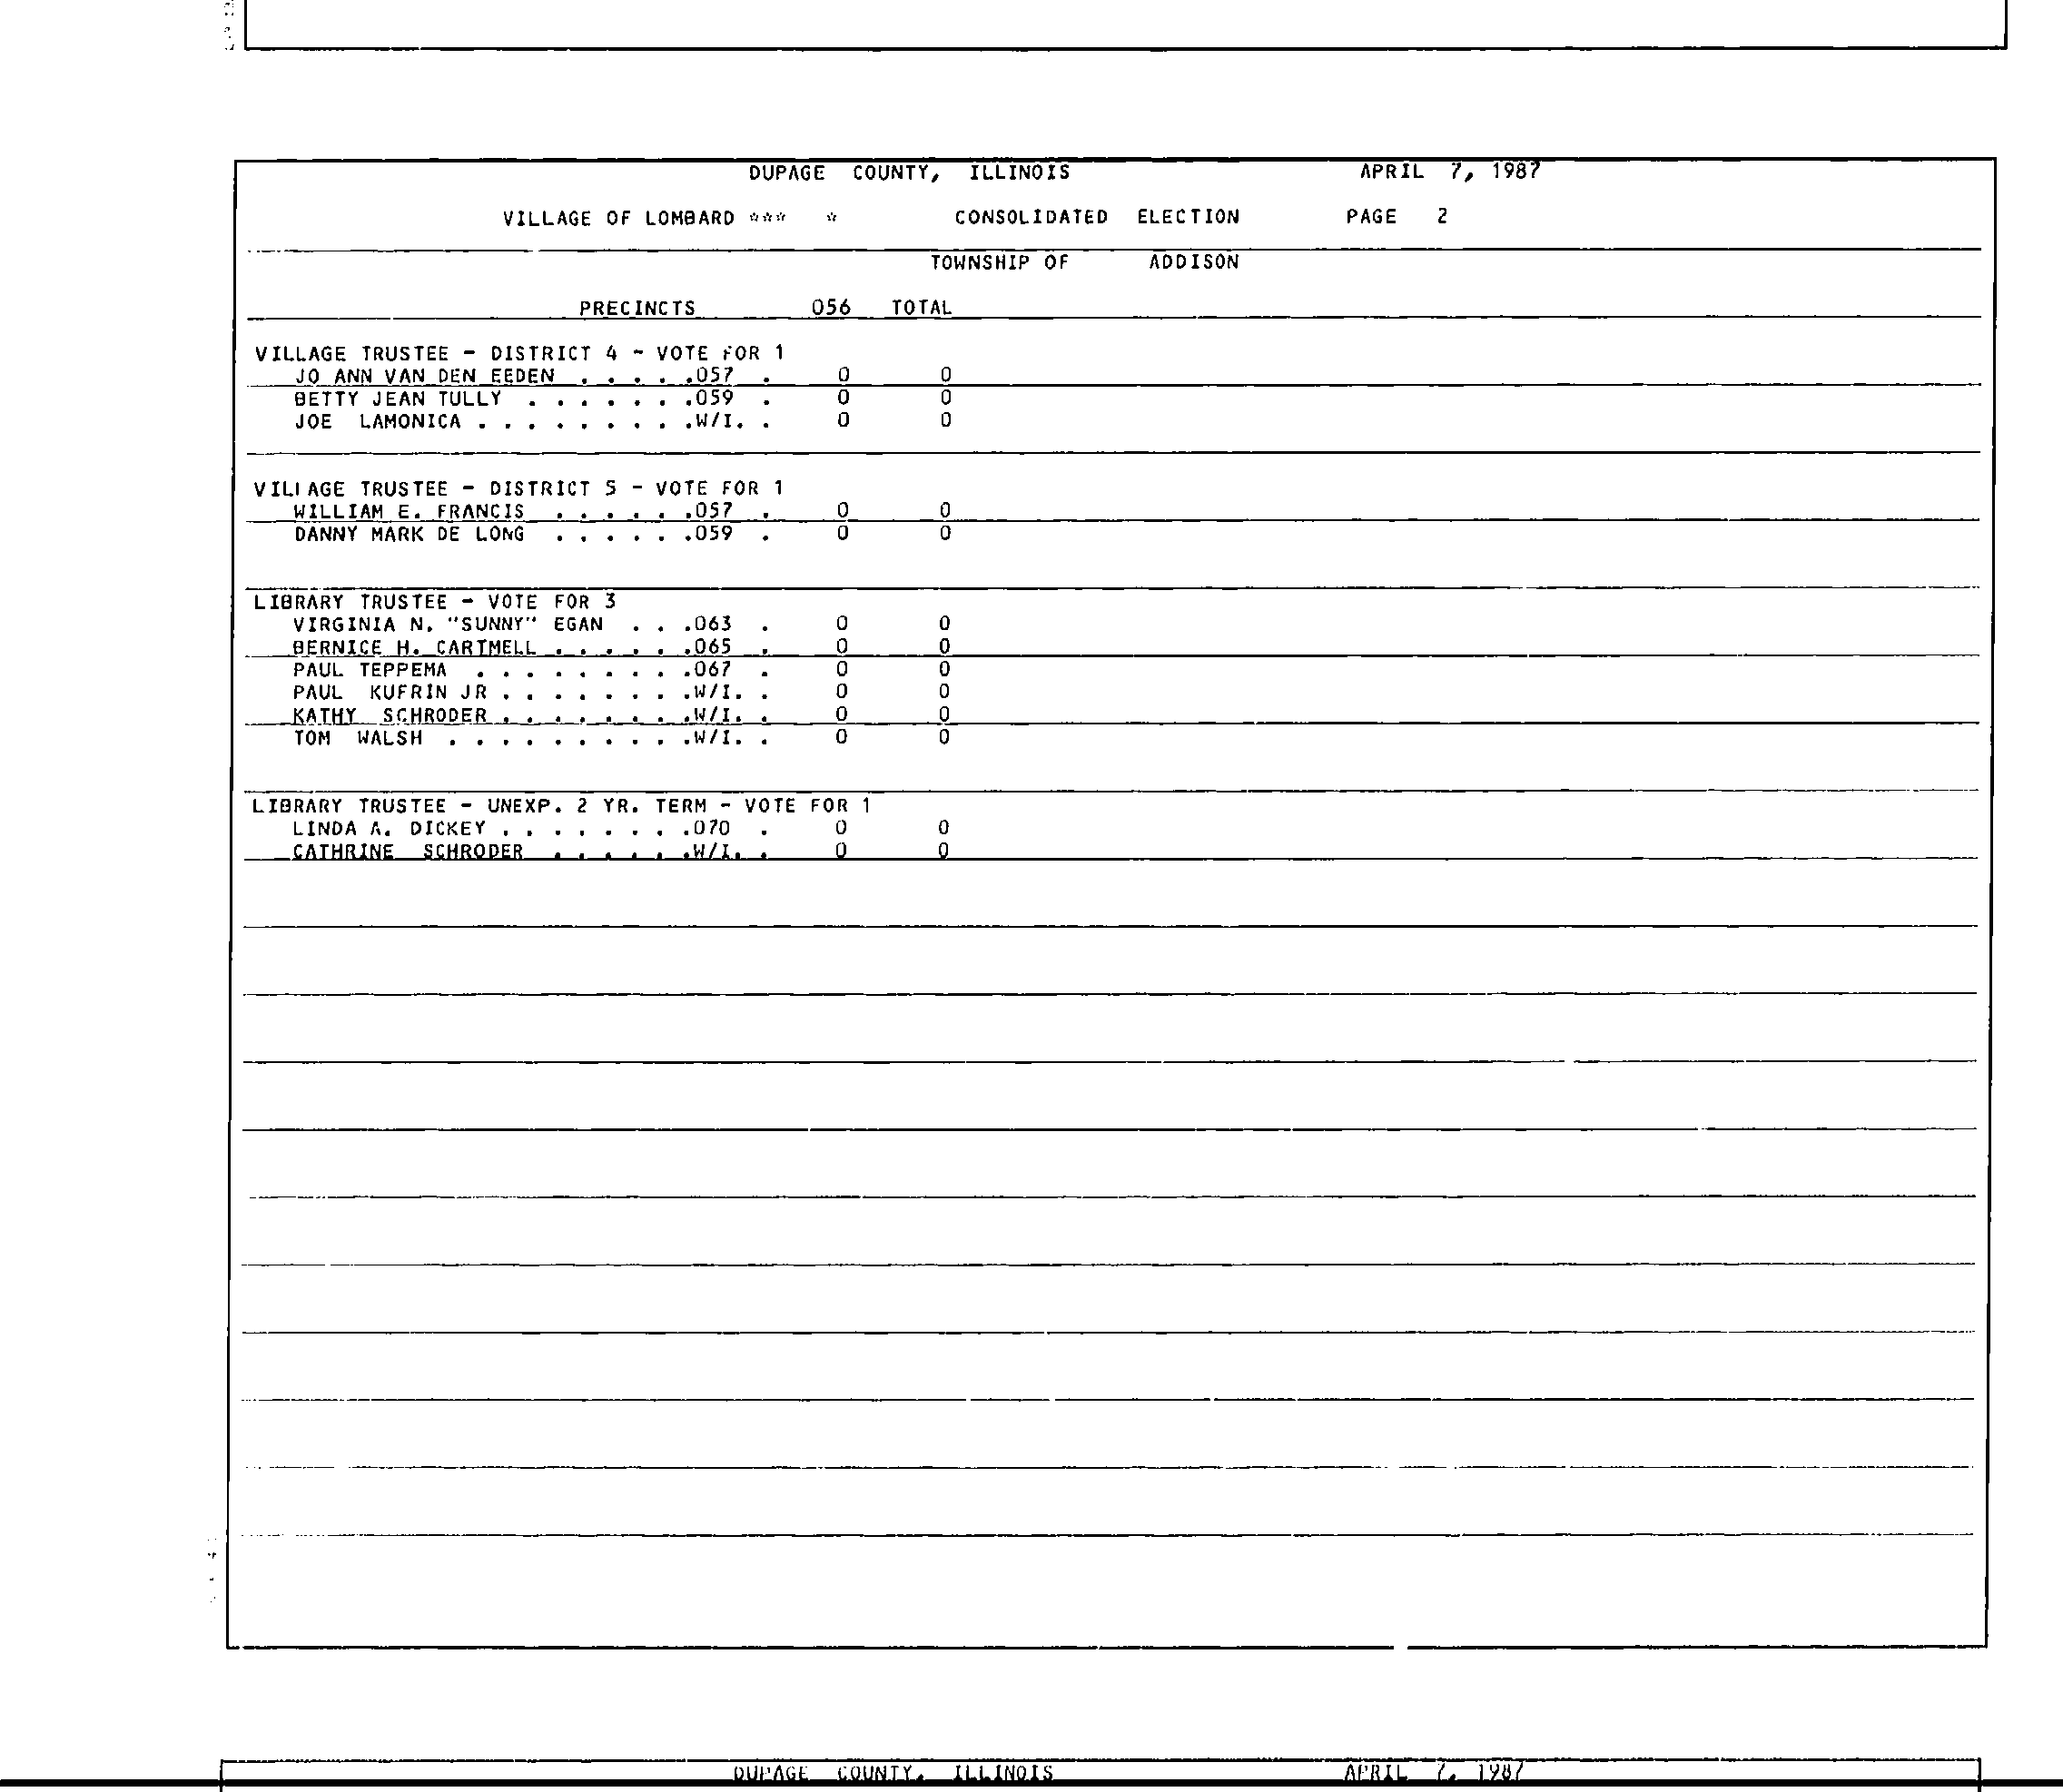 DUPAGE COUNTY, ILLINOIS APRIL 7, 1987
VILLAGE OF LOMBARD *** * CONSOLIDATED ELECTION PAGE 2
TOWNSHIP OF ADDISON
PRECINCTS 056 TOTAL
VILLAGE TRUSTEE - DISTRICT 4 - VOTE FOR 1
JO ANN VAN DEN EEDEN . . . . .057 . 0 0
BETTY JEAN TULLY . . . . . . .059 . 0 0
JOE LAMONICA . . . . . . . . .W/I. . 0 0
VILLAGE TRUSTEE - DISTRICT 5 - VOTE FOR 1
WILLIAM E. FRANCIS . . . . . .057 . 0 0
DANNY MARK DE LONG . . . . . .059 . 0 0
LIBRARY TRUSTEE - VOTE FOR 3
VIRGINIA N. "SUNNY" EGAN . . .063 . 0 0
BERNICE H. CARTMELL . . . . . .065 . 0 0
PAUL TEPPEMA . . . . . . . . .067 . 0 0
PAUL KUFRIN JR . . . . . . . .W/I. . 0 0
KATHY SCHRODER . . . . . . . .W/I. . 0 0
TOM WALSH . . . . . . . . . .W/I. . 0 0
LIBRARY TRUSTEE - UNEXP. 2 YR. TERM - VOTE FOR 1
LINDA A. DICKEY . . . . . . . .070 . 0 0
CATHRINE SCHRODER . . . . . .W/I. . 0 0
DUPAGE COUNTY, ILLINOIS APRIL 7, 1987